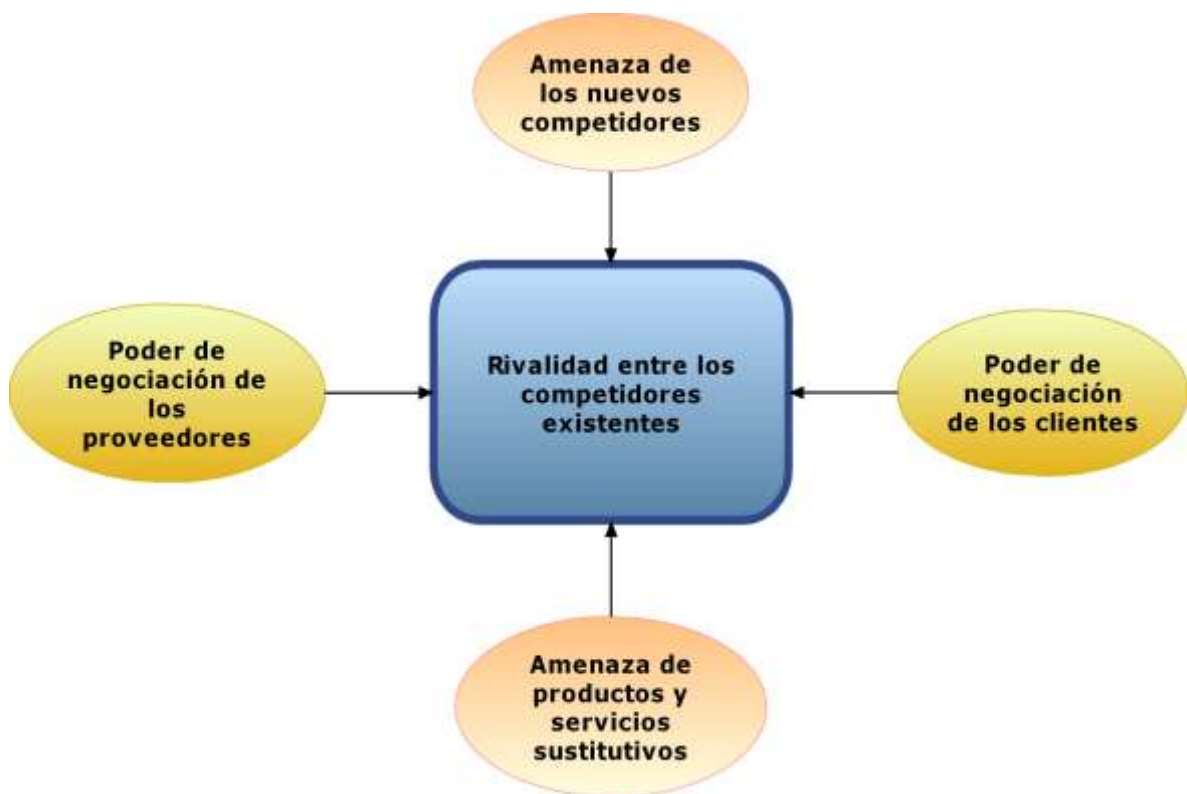 Amenaza de
los nuevos
competidores
Poder de
negociación de
los
proveedores
Rivalidad entre los
competidores
existentes
Poder de
negociación
de los clientes
Amenaza de
productos y
servicios
sustitutivos